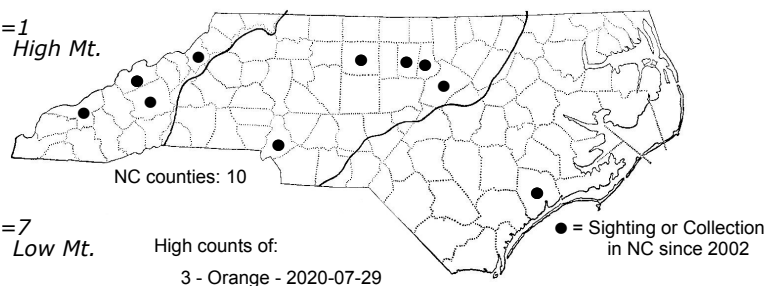 =1
High Mt.
NC counties: 10
=7
Low Mt.
High counts of:
3 - Orange - 2020-07-29
● = Sighting or Collection
in NC since 2002